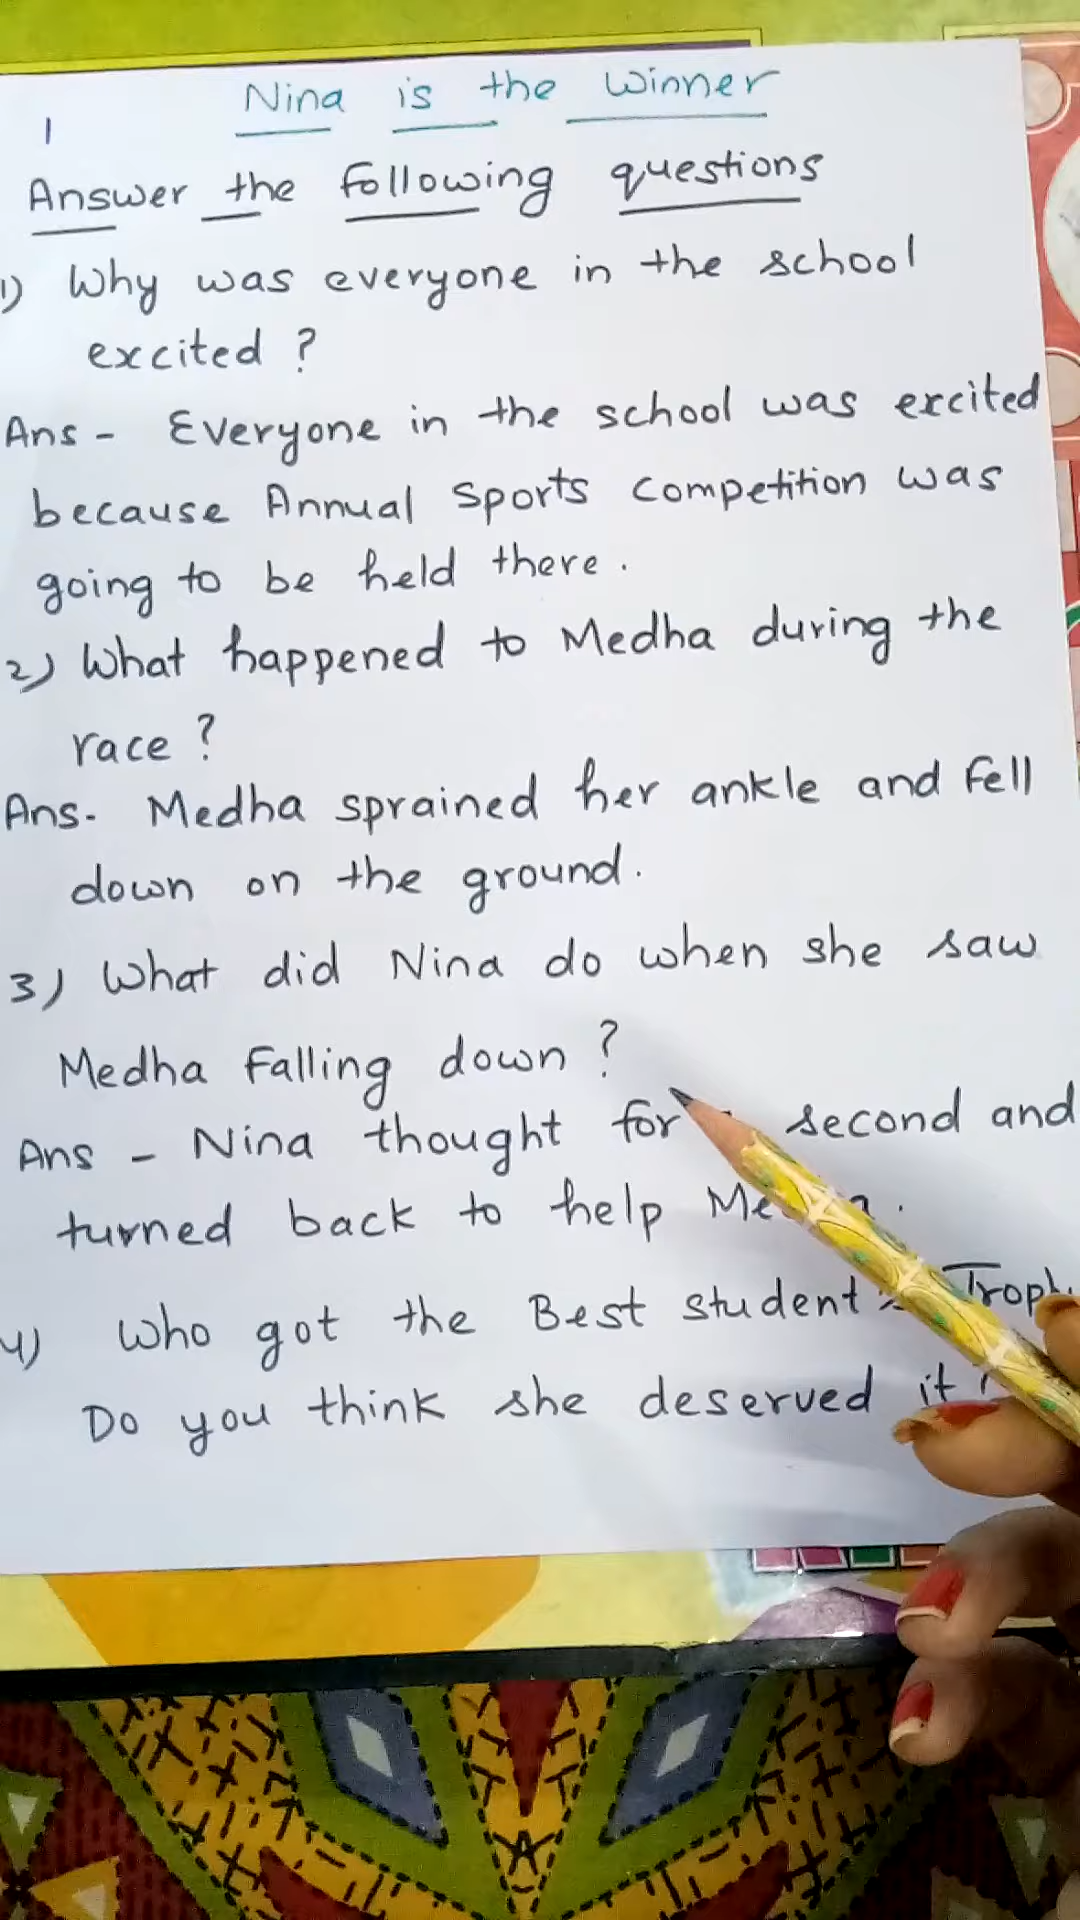 Nina is the Winner
1
Answer the following questions
1) Why was everyone in the school
excited ?
Ans - Everyone in the school was excited
because Annual Sports Competition was
going to be held there .
2) What happened to Medha during the
race ?
Ans - Medha sprained her ankle and fell
down on the ground .
3) What did Nina do when she saw
Medha falling down ?
Ans - Nina thought for second and
turned back to help
4) Who got the Best student
Do you think she deserved it